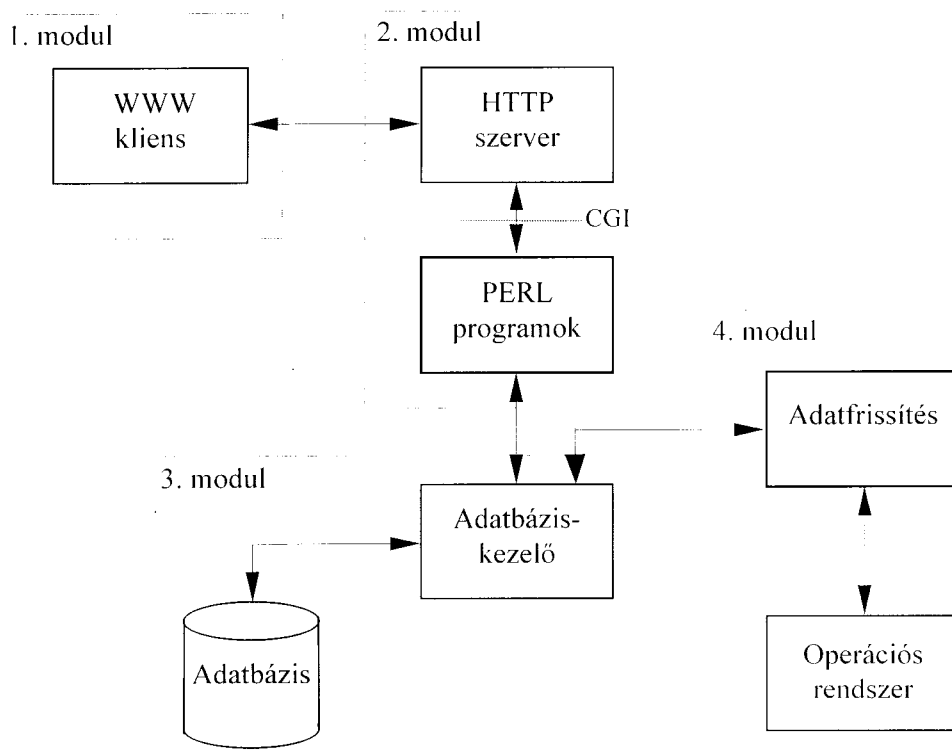 1. modul
2. modul
WWW
kliens
HTTP
szerver
CGI
PERL
programok
4. modul
Adatfrissítés
3. modul
Adatbázis-
kezelő
Adatbázis
Operációs
rendszer